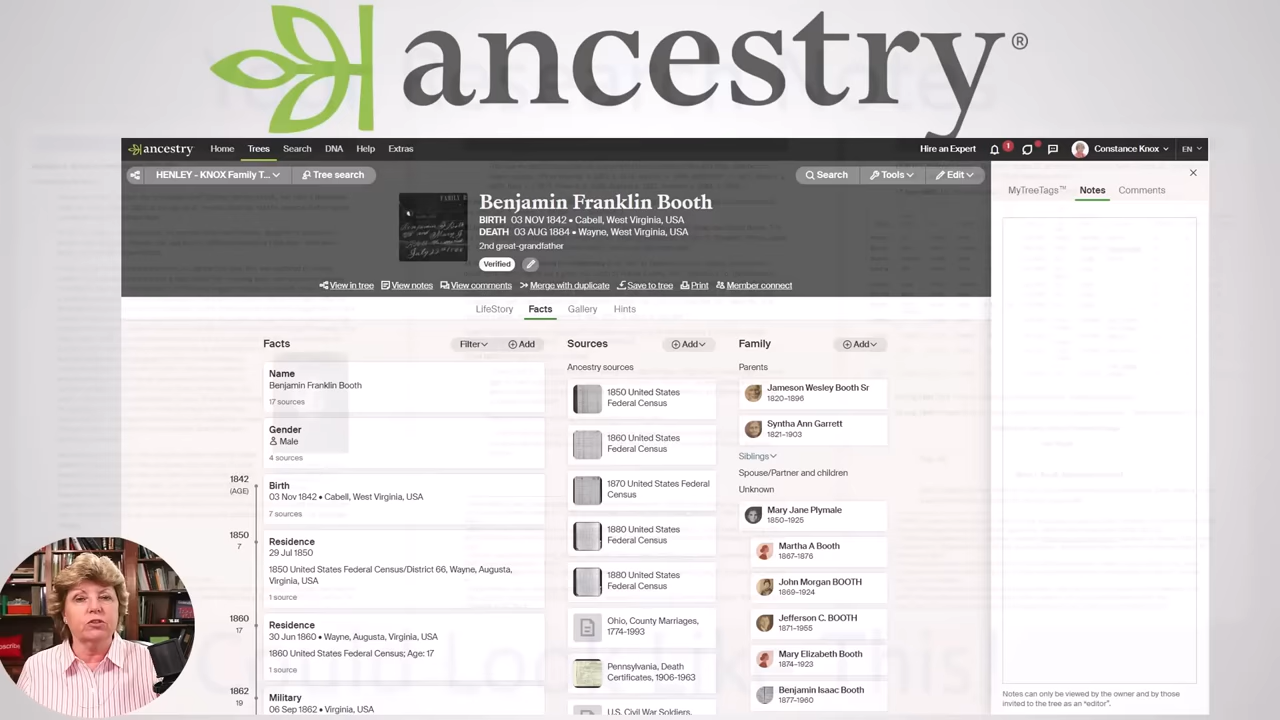 ancestry®
ancestry Home Trees Search DNA Help Extras Hire an Expert 1 Constance Knox EN
HENLEY - KNOX Family T... Tree search Search Tools Edit
Benjamin Franklin Booth
BIRTH 03 NOV 1842 • Cabell, West Virginia, USA
DEATH 03 AUG 1884 • Wayne, West Virginia, USA
2nd great-grandfather
Verified
View in tree View notes View comments Merge with duplicate Save to tree Print Member connect
LifeStory Facts Gallery Hints
Facts Filter Add
Name
Benjamin Franklin Booth
17 sources
Gender
Male
4 sources
1842
(AGE)
Birth
03 Nov 1842 • Cabell, West Virginia, USA
7 sources
1850
7
Residence
29 Jul 1850
1850 United States Federal Census/District 66, Wayne, Augusta,
Virginia, USA
1 source
1860
17
Residence
30 Jun 1860 • Wayne, Augusta, Virginia, USA
1860 United States Federal Census; Age: 17
1 source
1862
19
Military
06 Sep 1862 • Virginia, USA
Sources Add
Ancestry sources
1850 United States
Federal Census
1860 United States
Federal Census
1870 United States Federal
Census
1880 United States
Federal Census
1880 United States
Federal Census
Ohio, County Marriages,
1774-1993
Pennsylvania, Death
Certificates, 1906-1963
U.S. Civil War Soldiers,
Family Add
Parents
Jameson Wesley Booth Sr
1820–1896
Syntha Ann Garrett
1821–1903
Siblings
Spouse/Partner and children
Unknown
Mary Jane Plymale
1850–1925
Martha A Booth
1867–1876
John Morgan BOOTH
1869–1924
Jefferson C. BOOTH
1871–1955
Mary Elizabeth Booth
1874–1923
Benjamin Isaac Booth
1877–1960
MyTreeTags™ Notes Comments
Notes can only be viewed by the owner and by those
invited to the tree as an "editor".